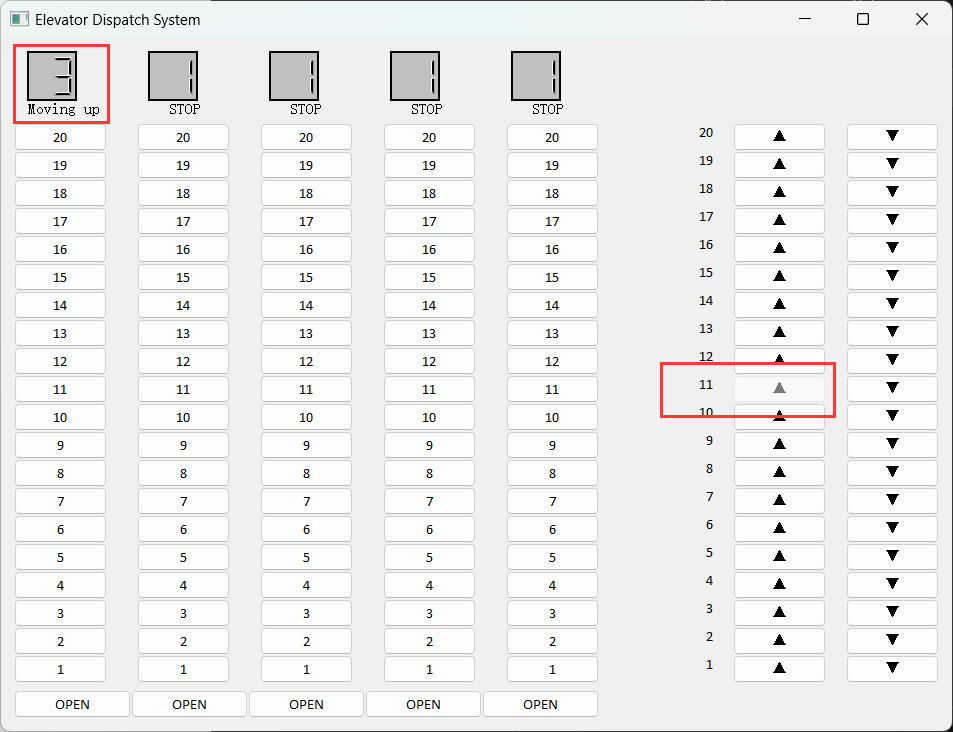 Elevator Dispatch System
3 1 1 1 1
Moving up STOP STOP STOP STOP
20 20 20 20 20 20 ▲ ▼
19 19 19 19 19 19 ▲ ▼
18 18 18 18 18 18 ▲ ▼
17 17 17 17 17 17 ▲ ▼
16 16 16 16 16 16 ▲ ▼
15 15 15 15 15 15 ▲ ▼
14 14 14 14 14 14 ▲ ▼
13 13 13 13 13 13 ▲ ▼
12 12 12 12 12 12 ▲ ▼
11 11 11 11 11 11 ▲ ▼
10 10 10 10 10 10 ▲ ▼
9 9 9 9 9 9 ▲ ▼
8 8 8 8 8 8 ▲ ▼
7 7 7 7 7 7 ▲ ▼
6 6 6 6 6 6 ▲ ▼
5 5 5 5 5 5 ▲ ▼
4 4 4 4 4 4 ▲ ▼
3 3 3 3 3 3 ▲ ▼
2 2 2 2 2 2 ▲ ▼
1 1 1 1 1 1 ▲ ▼
OPEN OPEN OPEN OPEN OPEN